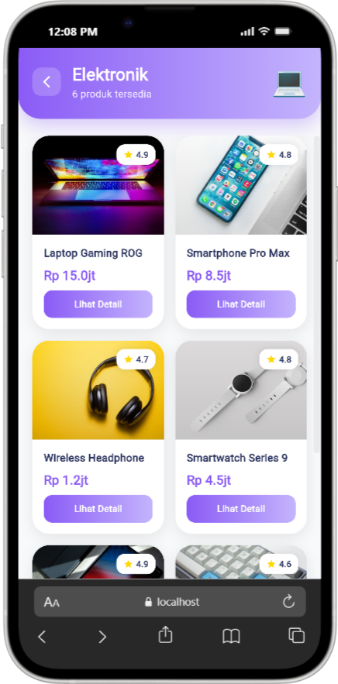 12:08 PM
Elektronik
6 produk tersedia
4.9
4.8
Laptop Gaming ROG
Smartphone Pro Max
Rp 15.0jt
Rp 8.5jt
Lihat Detail
Lihat Detail
4.7
4.8
Wireless Headphone
Smartwatch Series 9
Rp 1.2jt
Rp 4.5jt
Lihat Detail
Lihat Detail
4.9
4.6
AA
localhost